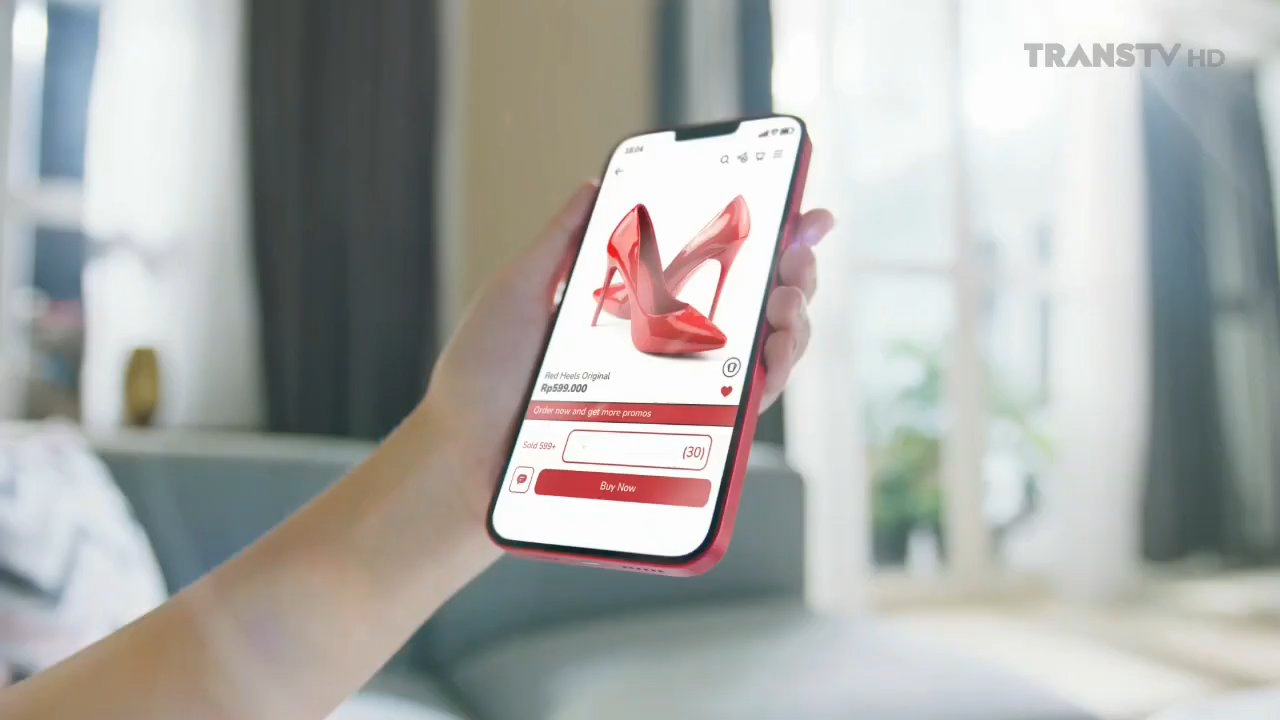 TRANSTV HD
18:04
Red Heels Original
Rp599.000
Order now and get more promos
Sold 599+
(30)
Buy Now